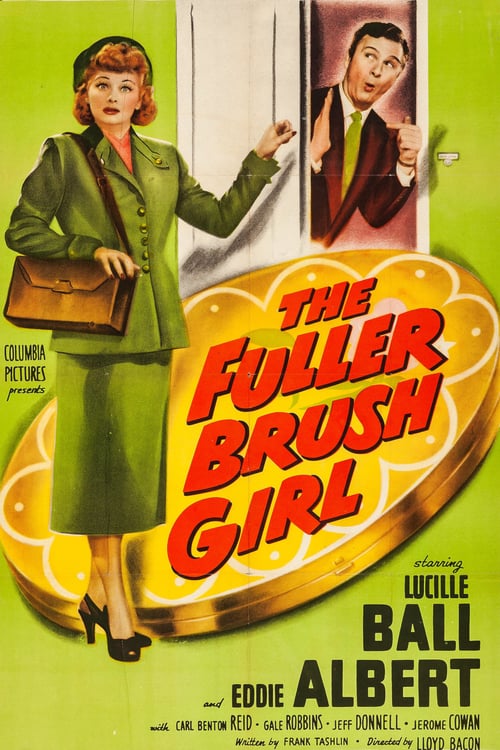 COLUMBIA
PICTURES
presents
THE
FULLER
BRUSH
GIRL
starring
LUCILLE
BALL
and EDDIE ALBERT
with CARL BENTON REID · GALE ROBBINS · JEFF DONNELL · JEROME COWAN
Written by FRANK TASHLIN · Directed by LLOYD BACON